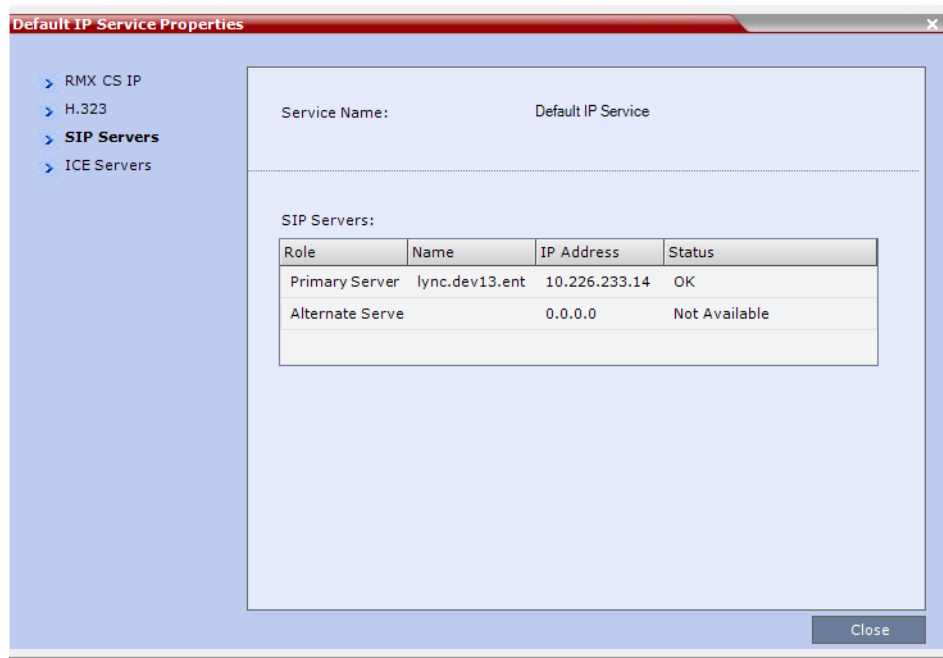 Default IP Service Properties
RMX CS IP
H.323
SIP Servers
ICE Servers
Service Name: Default IP Service
SIP Servers:
Role Name IP Address Status
Primary Server lync.dev13.ent 10.226.233.14 OK
Alternate Serve 0.0.0.0 Not Available
Close